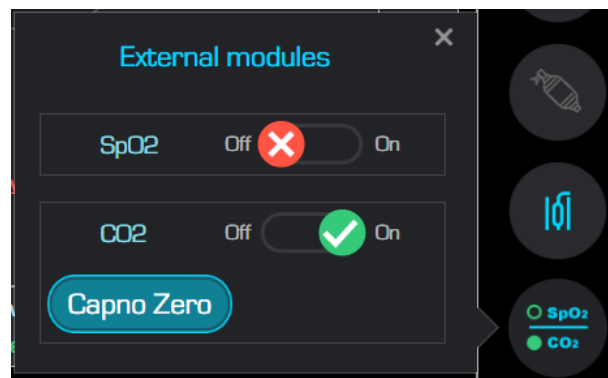 External modules
SpO2 Off On
CO2 Off On
Capno Zero
SpO₂
CO₂